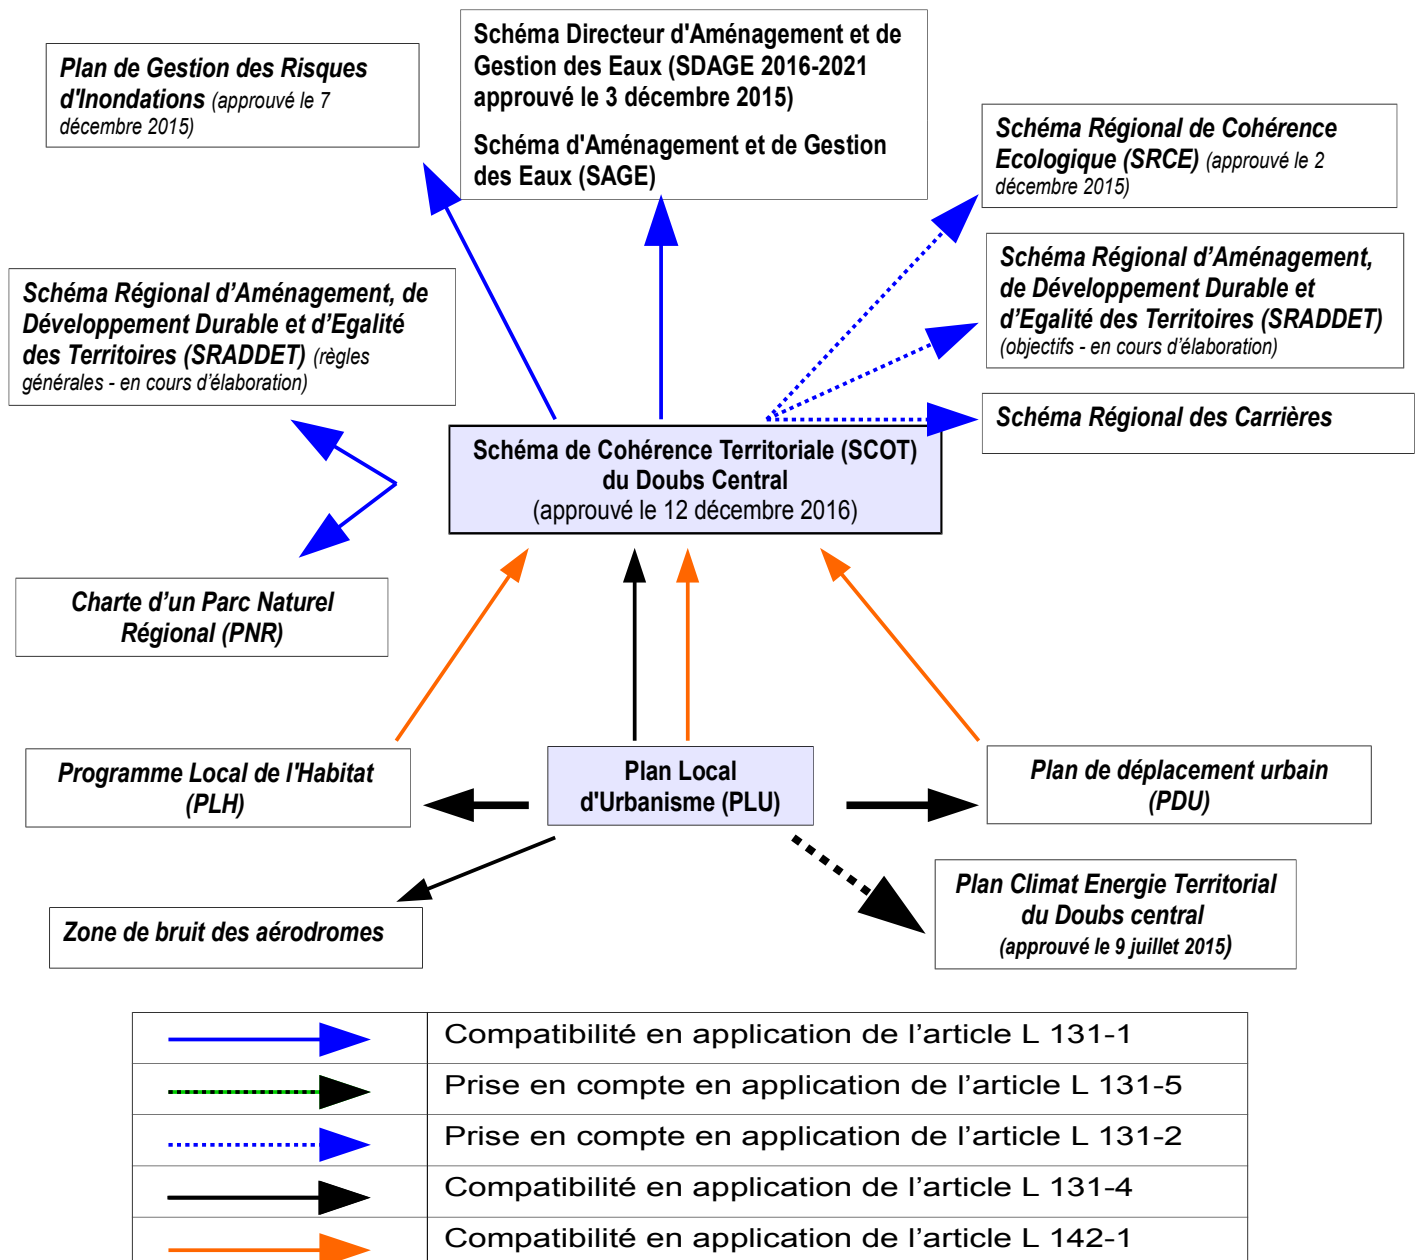 Plan de Gestion des Risques
d'Inondations (approuvé le 7
décembre 2015)
Schéma Directeur d'Aménagement et de
Gestion des Eaux (SDAGE 2016-2021
approuvé le 3 décembre 2015)
Schéma d'Aménagement et de Gestion
des Eaux (SAGE)
Schéma Régional de Cohérence
Ecologique (SRCE) (approuvé le 2
décembre 2015)
Schéma Régional d’Aménagement, de
Développement Durable et d’Egalité
des Territoires (SRADDET) (règles
générales - en cours d’élaboration)
Schéma Régional d’Aménagement,
de Développement Durable et
d’Egalité des Territoires (SRADDET)
(objectifs - en cours d’élaboration)
Schéma Régional des Carrières
Schéma de Cohérence Territoriale (SCOT)
du Doubs Central
(approuvé le 12 décembre 2016)
Charte d’un Parc Naturel
Régional (PNR)
Programme Local de l'Habitat
(PLH)
Plan Local
d'Urbanisme (PLU)
Plan de déplacement urbain
(PDU)
Zone de bruit des aérodromes
Plan Climat Energie Territorial
du Doubs central
(approuvé le 9 juillet 2015)
Compatibilité en application de l’article L 131-1
Prise en compte en application de l’article L 131-5
Prise en compte en application de l’article L 131-2
Compatibilité en application de l’article L 131-4
Compatibilité en application de l’article L 142-1